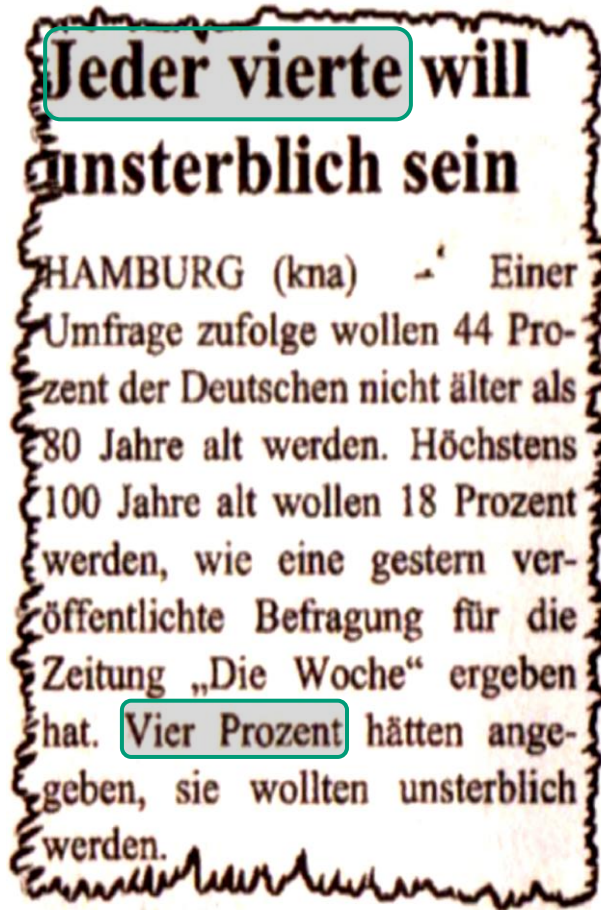 Jeder vierte will
unsterblich sein
HAMBURG (kna) - Einer
Umfrage zufolge wollen 44 Pro-
zent der Deutschen nicht älter als
80 Jahre alt werden. Höchstens
100 Jahre alt wollen 18 Prozent
werden, wie eine gestern ver-
öffentlichte Befragung für die
Zeitung „Die Woche“ ergeben
hat. Vier Prozent hätten ange-
geben, sie wollten unsterblich
werden.